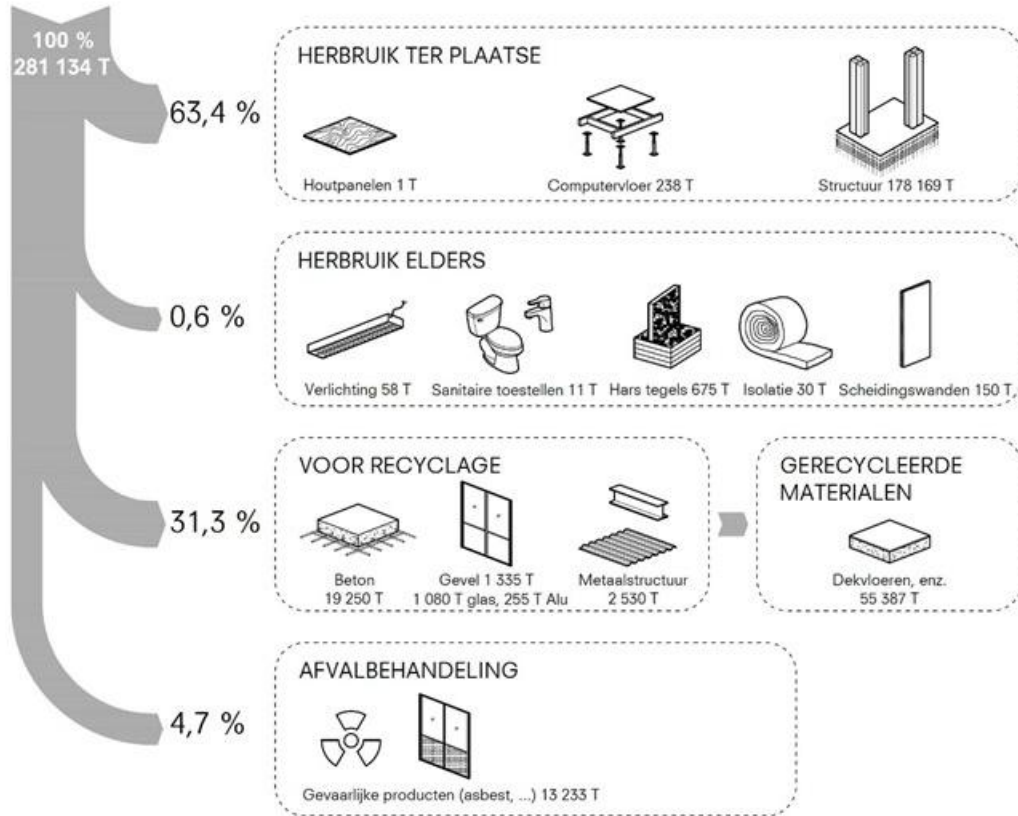 100 %
281 134 T
63,4 %
HERBRUIK TER PLAATSE
Houtpanelen 1 T
Computervloer 238 T
Structuur 178 169 T
0,6 %
HERBRUIK ELDERS
Verlichting 58 T
Sanitaire toestellen 11 T
Hars tegels 675 T
Isolatie 30 T
Scheidingswanden 150 T
31,3 %
VOOR RECYCLAGE
Beton
19 250 T
Gevel 1 335 T
1 080 T glas, 255 T Alu
Metaalstructuur
2 530 T
GERECYCLEERDE
MATERIALEN
Dekvloeren, enz.
55 387 T
4,7 %
AFVALBEHANDELING
Gevaarlijke producten (asbest, ...) 13 233 T